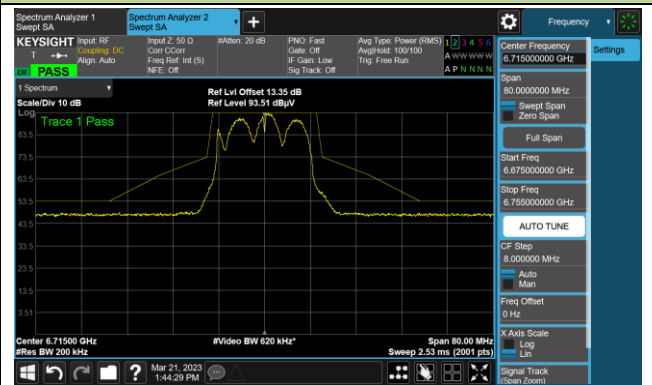 Spectrum Analyzer 1
Swept SA
Spectrum Analyzer 2
Swept SA
Frequency
KEYSIGHT
Input: RF
Coupling: DC
Align: Auto
Input Z: 50 Ω
Corr CCorr
Freq Ref: Int (S)
NFE: Off
#Atten: 20 dB
PNO: Fast
Gate: Off
IF Gain: Low
Sig Track: Off
Avg Type: Power (RMS)
Avg|Hold: 100/100
Trig: Free Run
1 2 3 4 5 6
A W W W W W
A P N N N N
PASS
1 Spectrum
Scale/Div 10 dB
Ref Lvl Offset 13.35 dB
Ref Level 93.51 dBµV
Log
Trace 1 Pass
83.5
73.5
63.5
53.5
43.5
33.5
23.5
13.5
3.51
Center 6.71500 GHz
#Res BW 200 kHz
#Video BW 620 kHz*
Span 80.00 MHz
Sweep 2.53 ms (2001 pts)
Mar 21, 2023
1:44:29 PM
Center Frequency
6.715000000 GHz
Settings
Span
80.0000000 MHz
Swept Span
Zero Span
Full Span
Start Freq
6.675000000 GHz
Stop Freq
6.755000000 GHz
AUTO TUNE
CF Step
8.000000 MHz
Auto
Man
Freq Offset
0 Hz
X Axis Scale
Log
Lin
Signal Track
(Span Zoom)